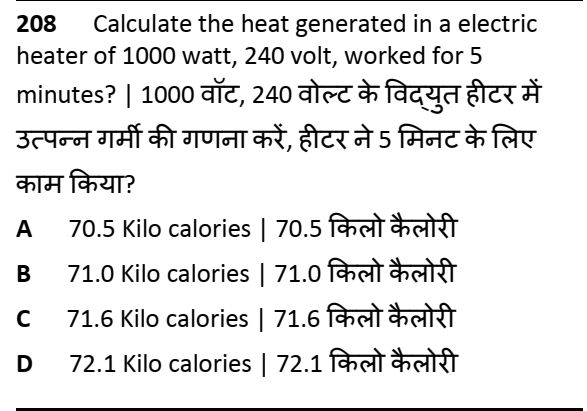 208 Calculate the heat generated in a electric
heater of 1000 watt, 240 volt, worked for 5
minutes? | 1000 वॉट, 240 वोल्ट के विद्युत हीटर में
उत्पन्न गर्मी की गणना करें, हीटर ने 5 मिनट के लिए
काम किया?
A 70.5 Kilo calories | 70.5 किलो कैलोरी
B 71.0 Kilo calories | 71.0 किलो कैलोरी
C 71.6 Kilo calories | 71.6 किलो कैलोरी
D 72.1 Kilo calories | 72.1 किलो कैलोरी